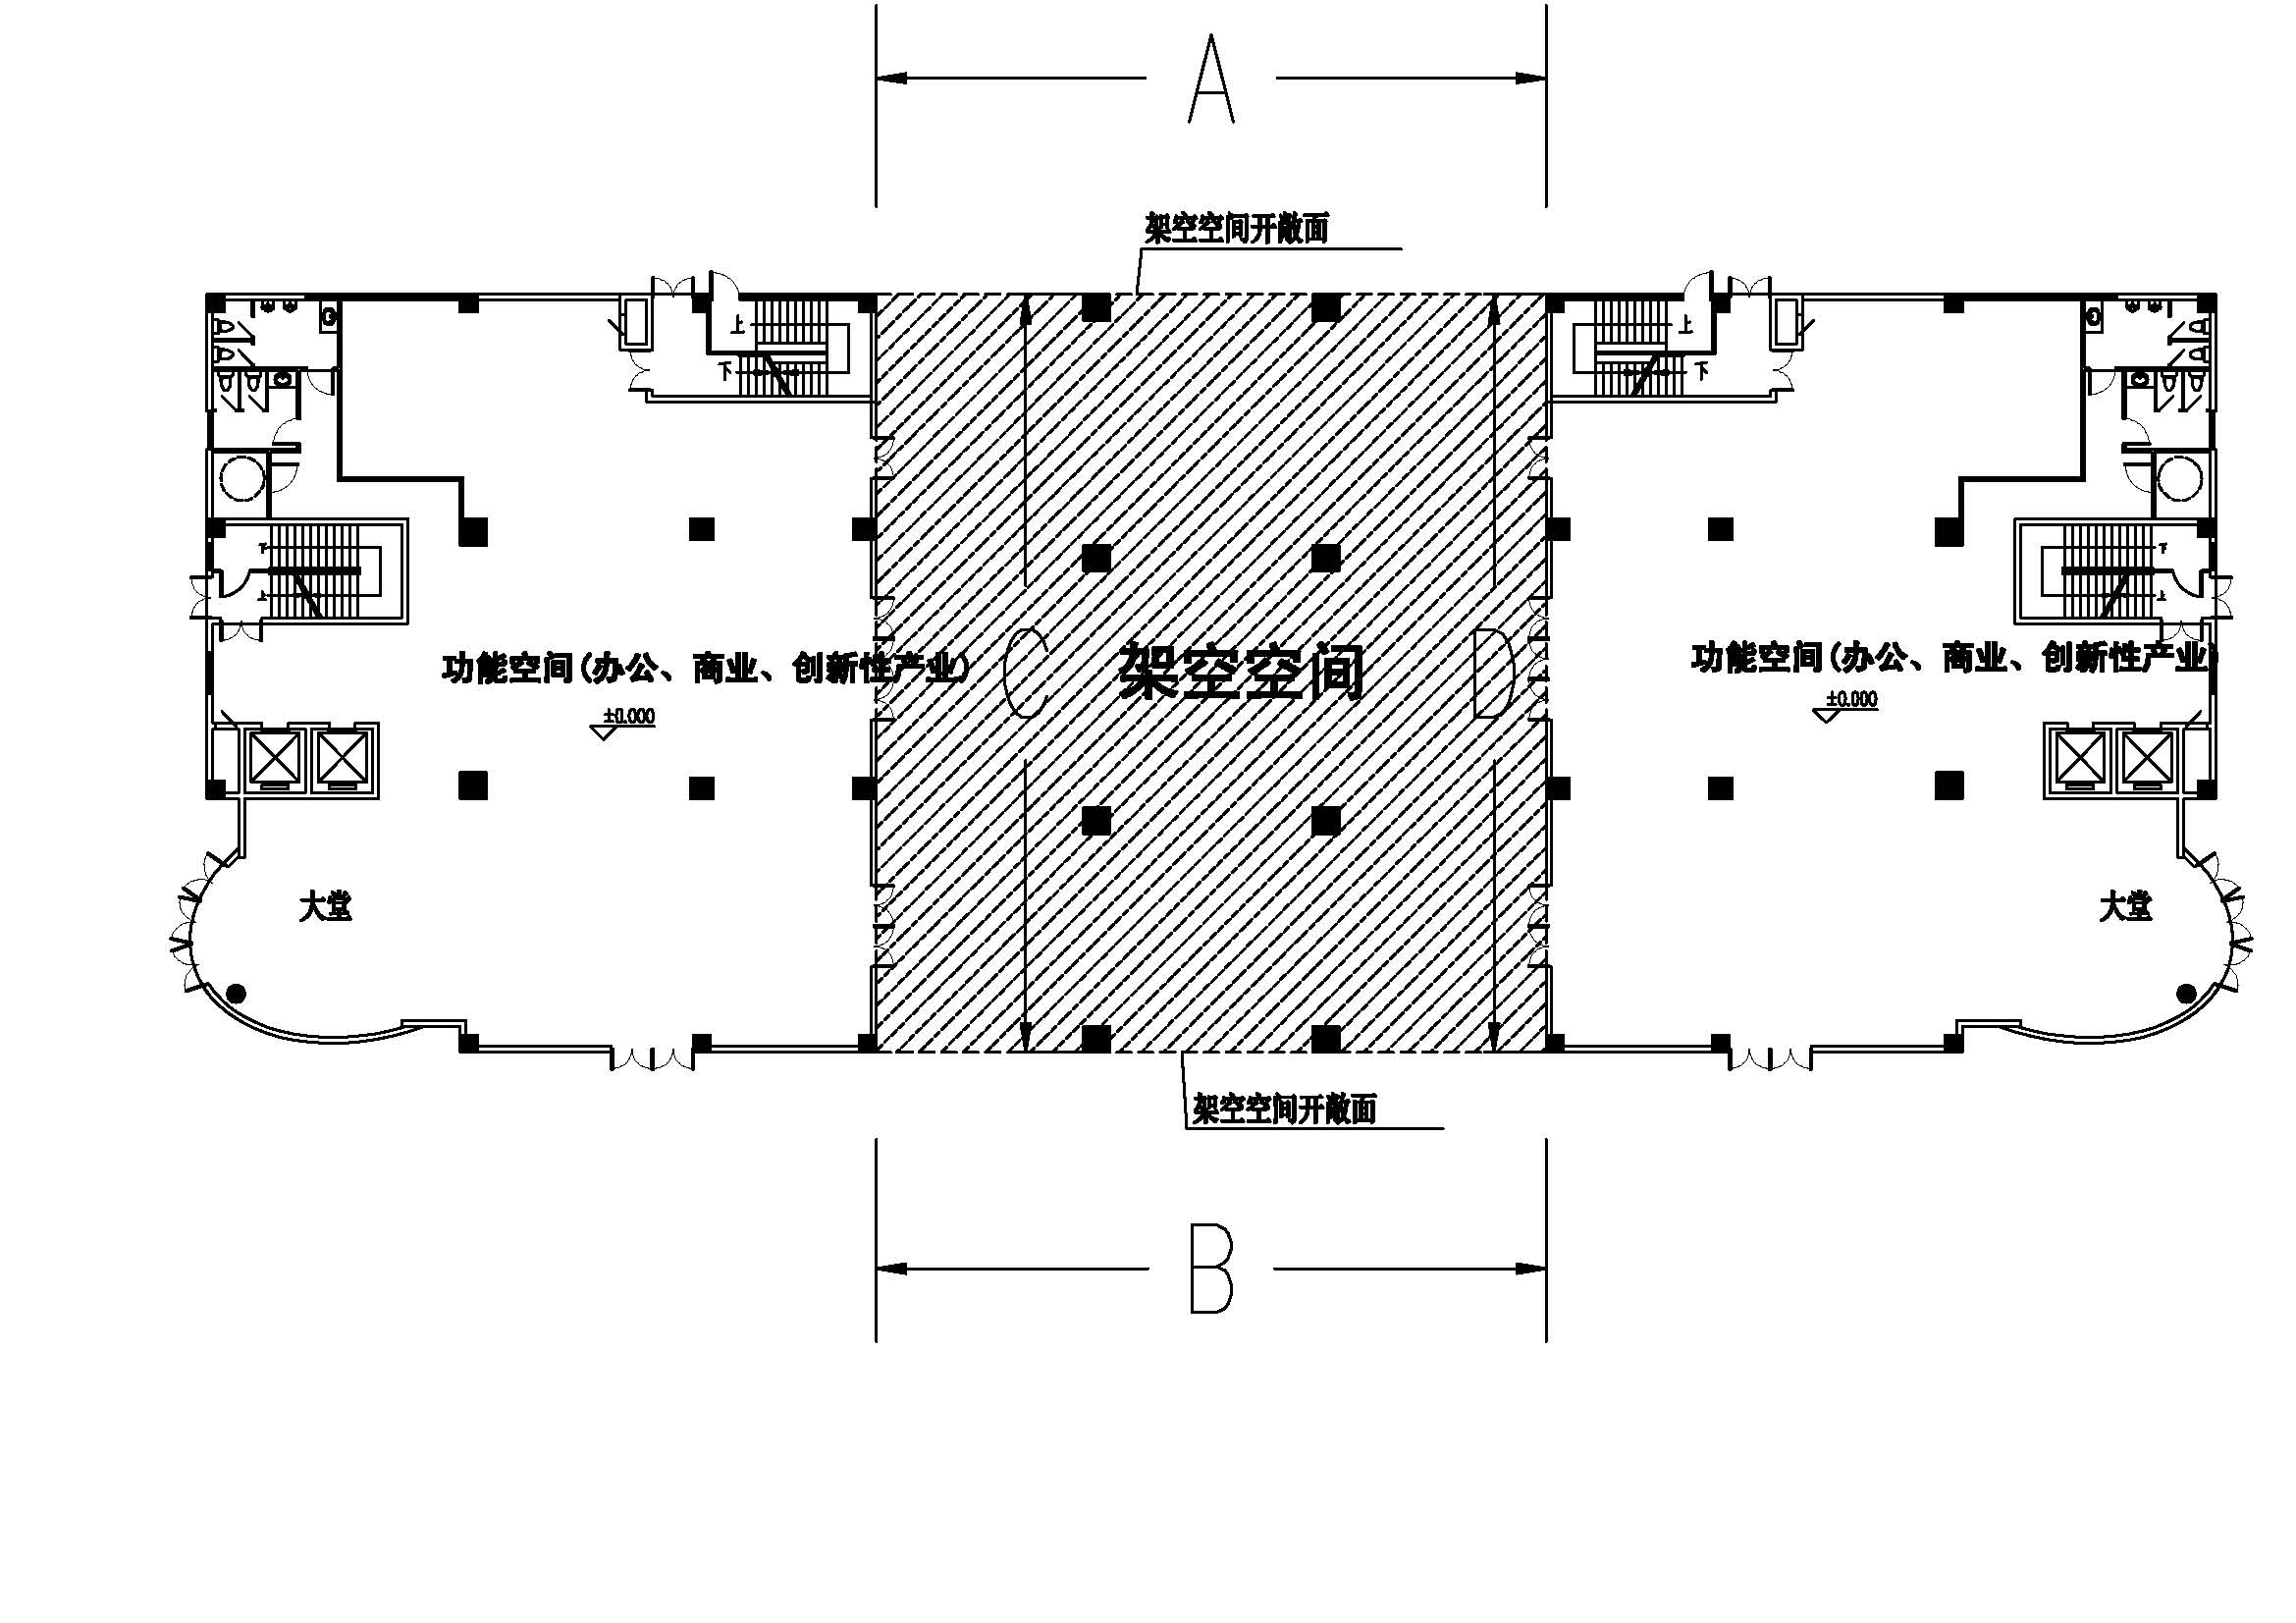 A
架空空间开敞面
上
上
下
下
下
下
上
上
C
架空空间
D
功能空间(办公、商业、创新性产业)
功能空间(办公、商业、创新性产业)
±0.000
±0.000
大堂
大堂
架空空间开敞面
B